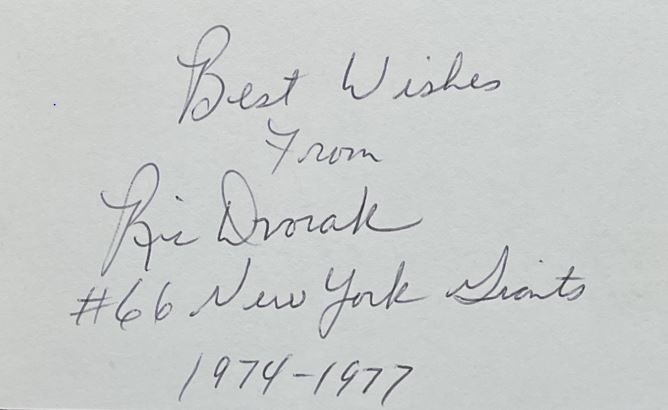 Best Wishes
From
Ric Dvorak
#66 New York Giants
1974-1977